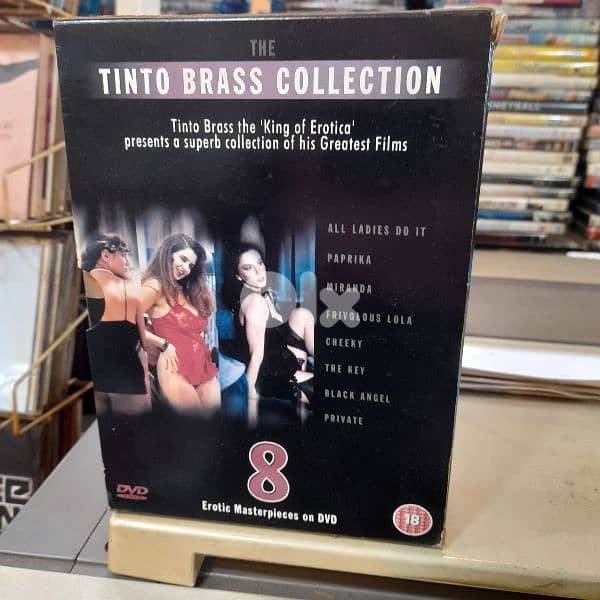 THE
TINTO BRASS COLLECTION
Tinto Brass the 'King of Erotica'
presents a superb collection of his Greatest Films
ALL LADIES DO IT
PAPRIKA
MIRANDA
FRIVOLOUS LOLA
CHEEKY
THE KEY
BLACK ANGEL
PRIVATE
olx
8
Erotic Masterpieces on DVD
DVD
18
MONEYBALL